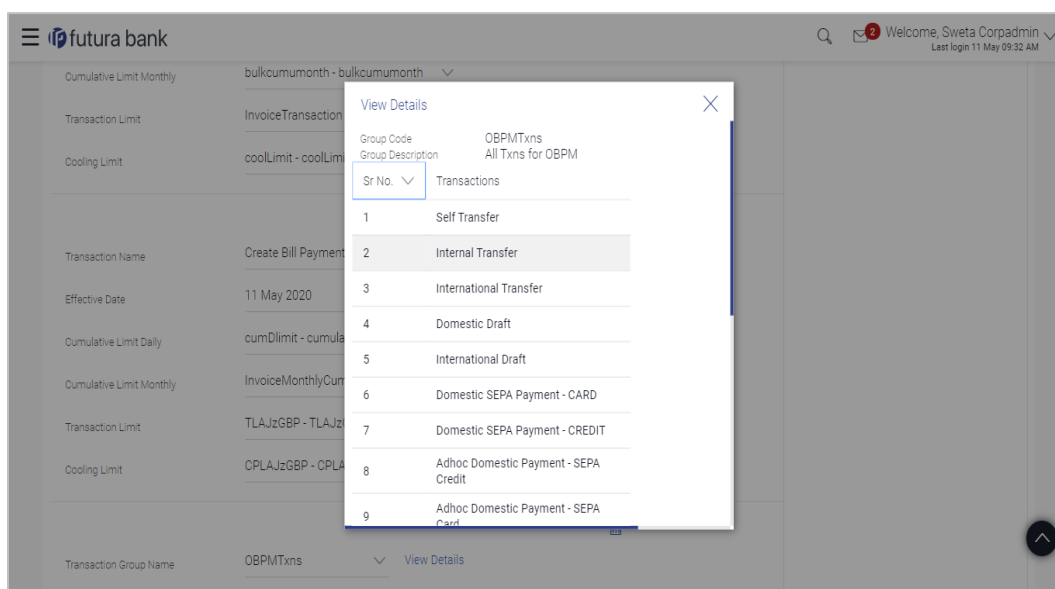 futura bank
2
Welcome, Sweta Corpadmin
Last login 11 May 09:32 AM
Cumulative Limit Monthly
bulkcumumonth - bulkcumumonth
Transaction Limit
InvoiceTransaction
Cooling Limit
coolLimit - coolLimi
Transaction Name
Create Bill Payment
Effective Date
11 May 2020
Cumulative Limit Daily
cumDlimit - cumula
Cumulative Limit Monthly
InvoiceMonthlyCum
Transaction Limit
TLAJzGBP - TLAJz
Cooling Limit
CPLAJzGBP - CPLA
Transaction Group Name
OBPMTxns
View Details
View Details
Group Code OBPMTxns
Group Description All Txns for OBPM
Sr No. Transactions
1 Self Transfer
2 Internal Transfer
3 International Transfer
4 Domestic Draft
5 International Draft
6 Domestic SEPA Payment - CARD
7 Domestic SEPA Payment - CREDIT
8 Adhoc Domestic Payment - SEPA
Credit
9 Adhoc Domestic Payment - SEPA
Card